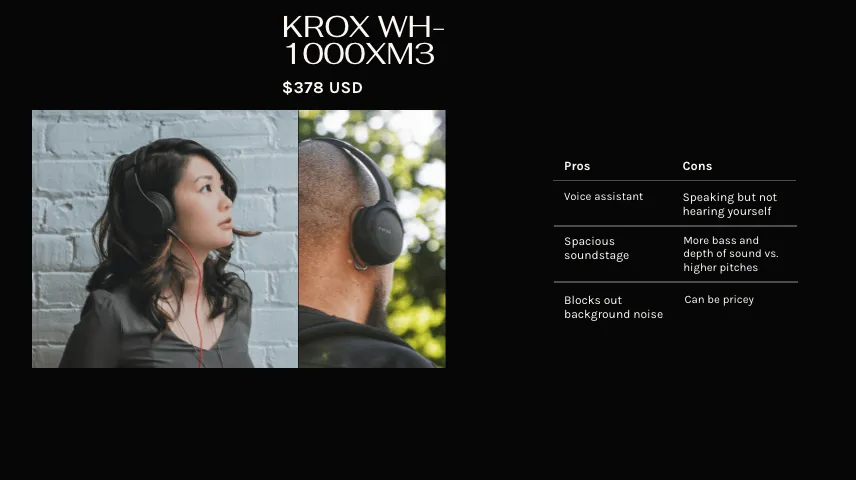 KROX WH-
1000XM3
$378 USD
Pros
Cons
Voice assistant
Speaking but not
hearing yourself
Spacious
soundstage
More bass and
depth of sound vs.
higher pitches
Blocks out
background noise
Can be pricey